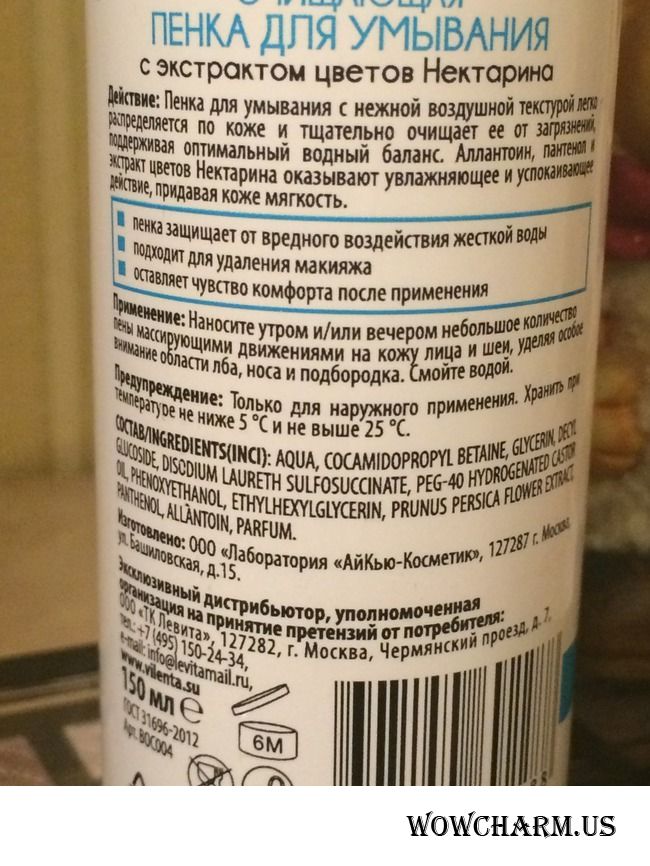 ОЧИЩАЮЩАЯ
ПЕНКА ДЛЯ УМЫВАНИЯ
с экстрактом цветов Нектарина
Действие: Пенка для умывания с нежной воздушной текстурой легко
распределяется по коже и тщательно очищает ее от загрязнений,
поддерживая оптимальный водный баланс. Аллантоин, пантенол и
экстракт цветов Нектарина оказывают увлажняющее и успокаивающее
действие, придавая коже мягкость.
пенка защищает от вредного воздействия жесткой воды
подходит для удаления макияжа
оставляет чувство комфорта после применения
Применение: Наносите утром и/или вечером небольшое количество
пены массирующими движениями на кожу лица и шеи, уделяя особое
внимание области лба, носа и подбородка. Смойте водой.
Предупреждение: Только для наружного применения. Хранить при
температуре не ниже 5 °C и не выше 25 °C.
СОСТАВ/INGREDIENTS(INCI): AQUA, COCAMIDOPROPYL BETAINE, GLYCERIN, DECYL
GLUCOSIDE, DISODIUM LAURETH SULFOSUCCINATE, PEG-40 HYDROGENATED CASTOR
OIL, PHENOXYETHANOL, ETHYLHEXYLGLYCERIN, PRUNUS PERSICA FLOWER EXTRACT,
PANTHENOL, ALLANTOIN, PARFUM.
Изготовлено: ООО «Лаборатория «АйКью-Косметик», 127287 г. Москва,
ул. Башиловская, д.15.
Эксклюзивный дистрибьютор, уполномоченная
организация на принятие претензий от потребителя:
ООО «ТК Левита», 127282, г. Москва, Чермянский проезд, д. 7,
тел.: +7 (495) 150-24-34,
e-mail: info@levitamail.ru,
www.vilenta.su
150 мл e
ГОСТ 31696-2012
Арт. BOC004
6M
WOWCHARM.US